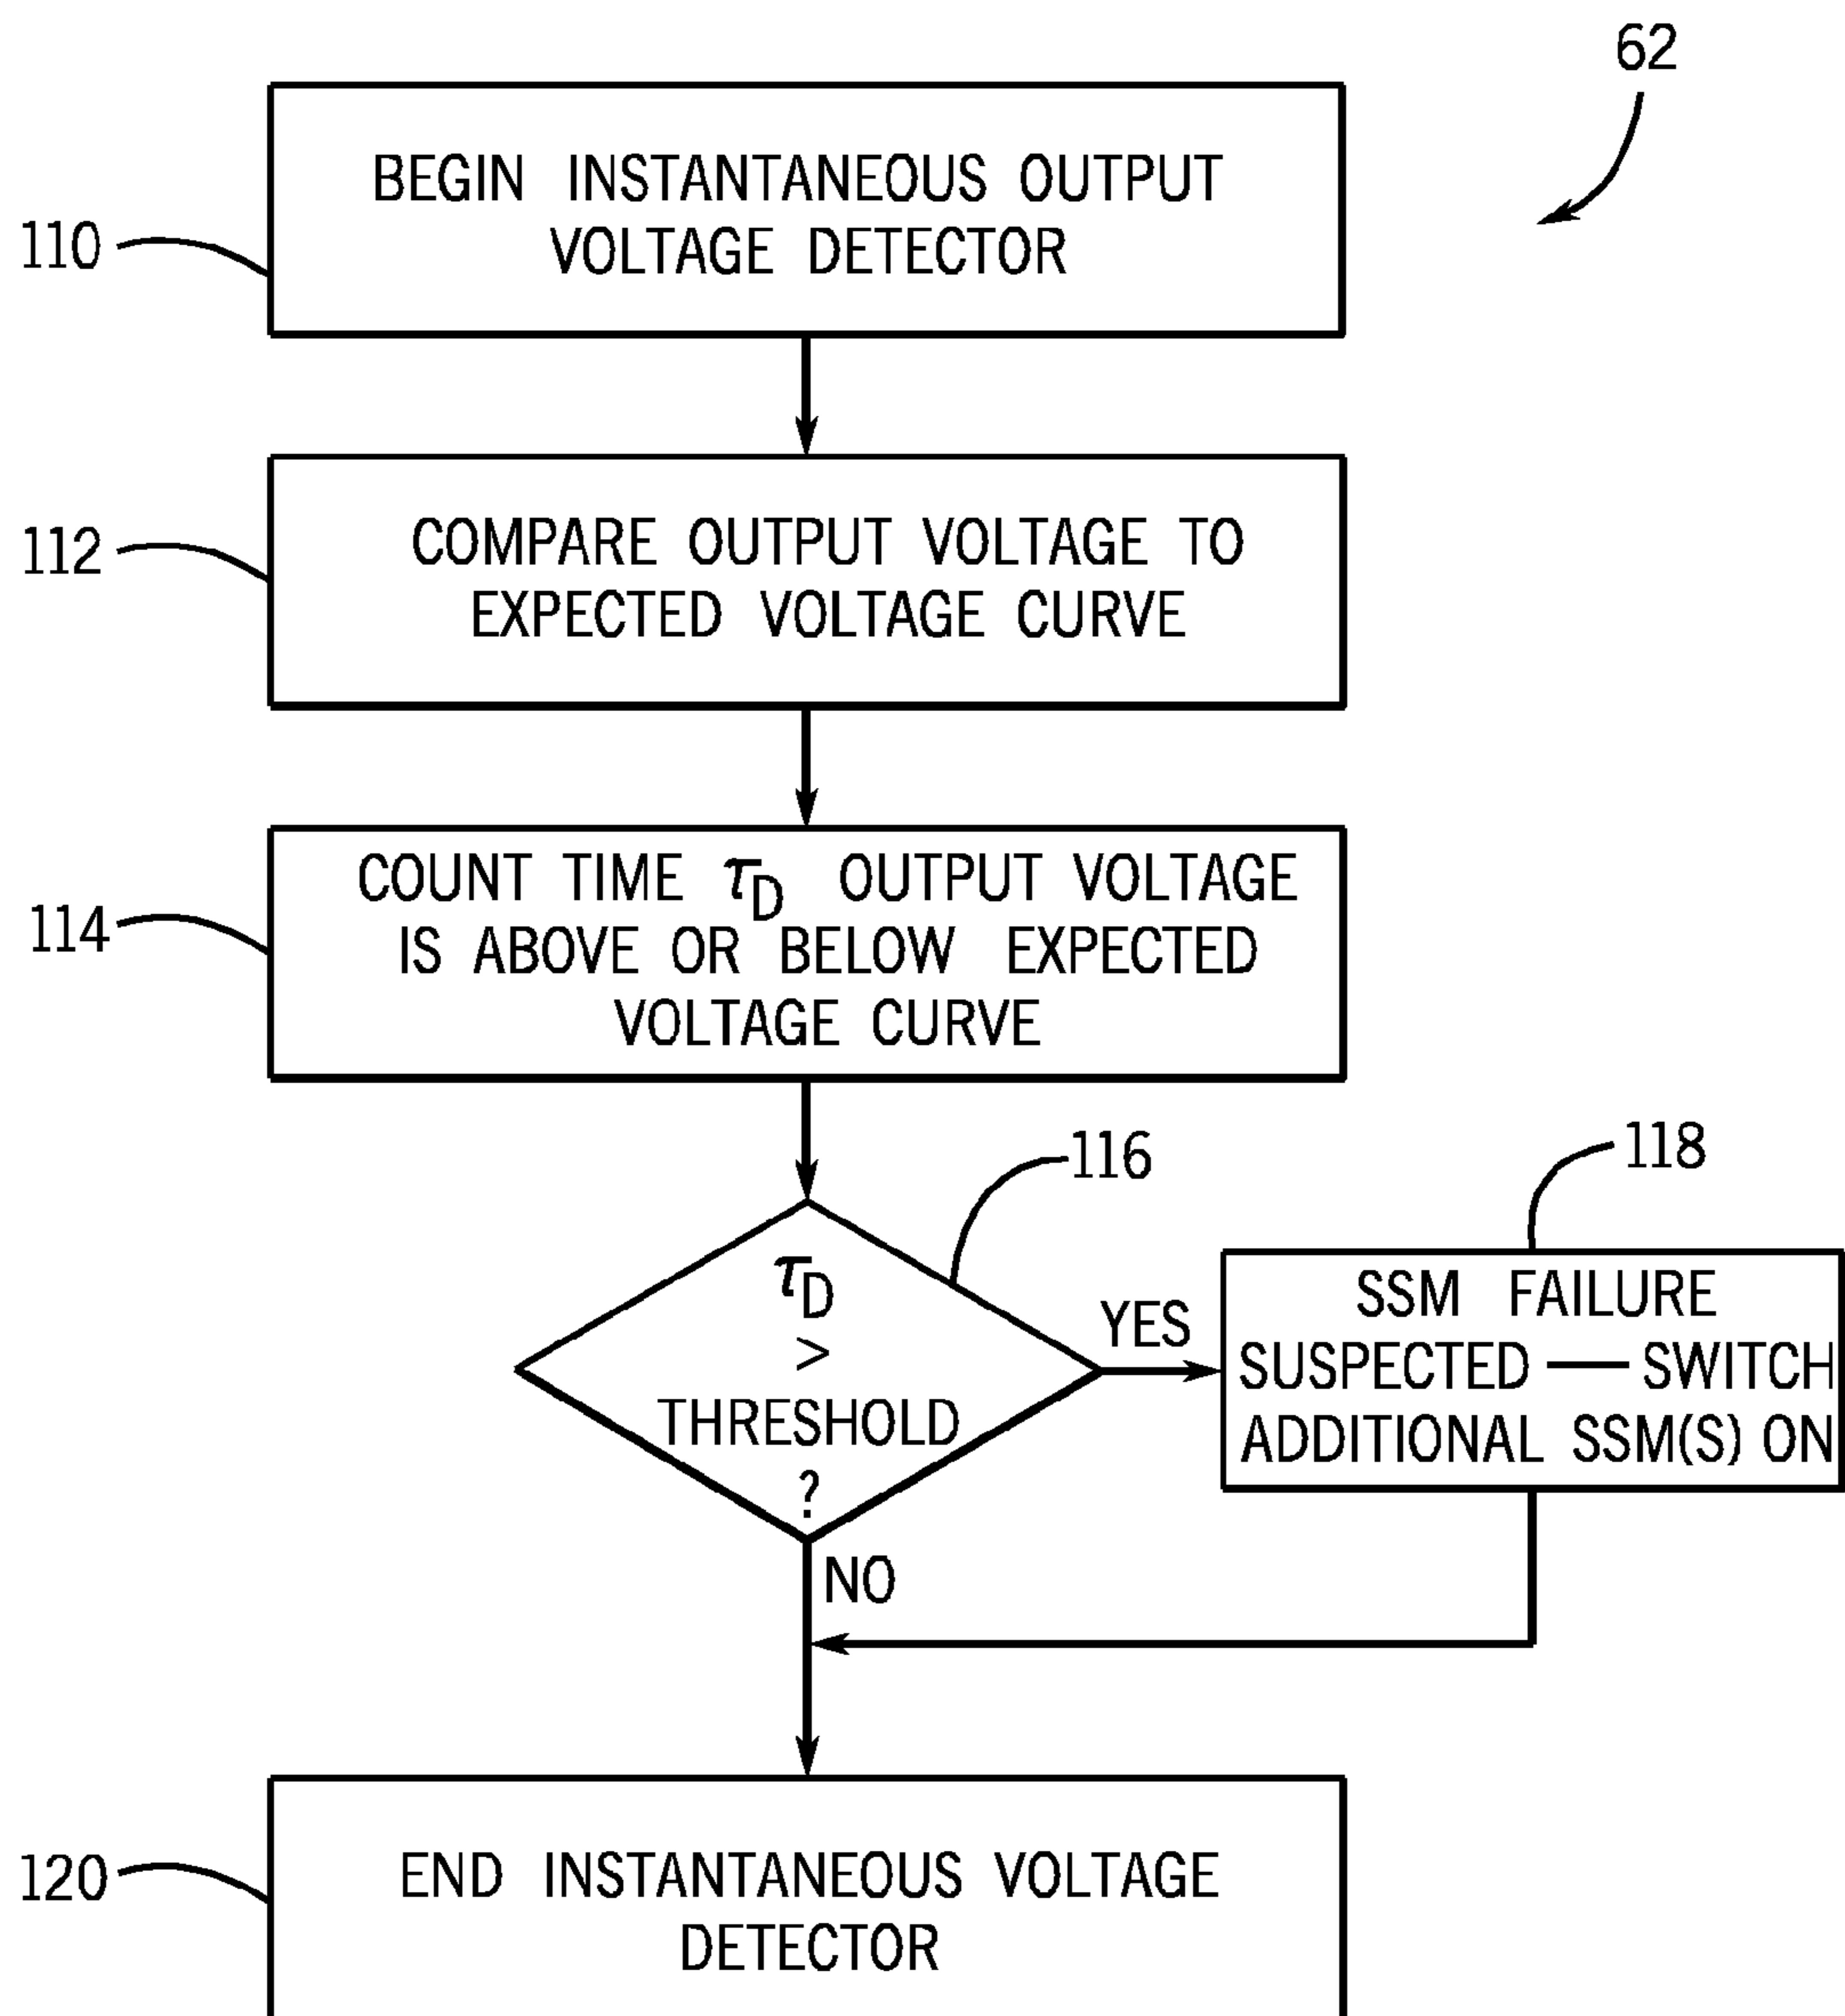 62
BEGIN INSTANTANEOUS OUTPUT
VOLTAGE DETECTOR
110
COMPARE OUTPUT VOLTAGE TO
EXPECTED VOLTAGE CURVE
112
COUNT TIME τD OUTPUT VOLTAGE
IS ABOVE OR BELOW EXPECTED
VOLTAGE CURVE
114
116
τD
>
THRESHOLD
?
YES
118
SSM FAILURE
SUSPECTED — SWITCH
ADDITIONAL SSM(S) ON
NO
END INSTANTANEOUS VOLTAGE
DETECTOR
120